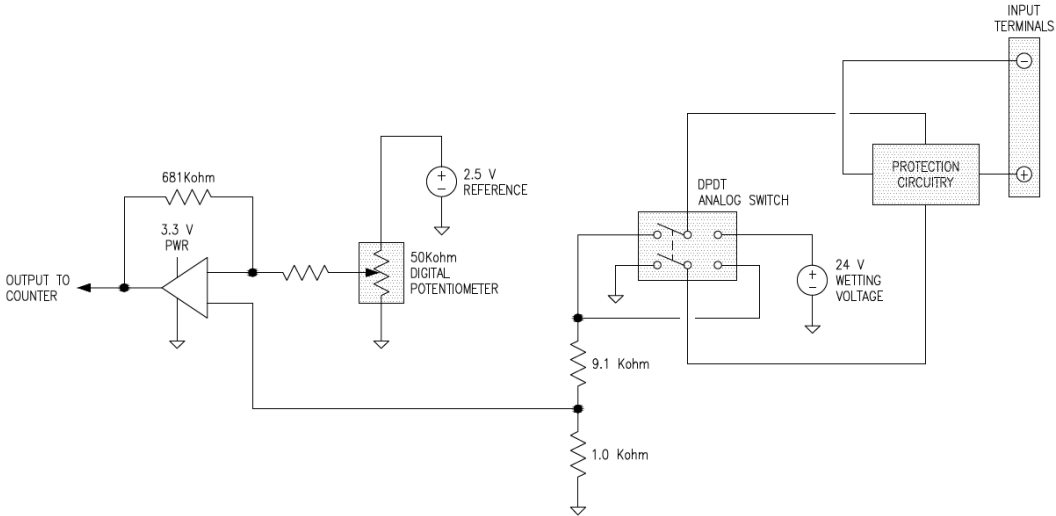 INPUT
TERMINALS
−
PROTECTION
CIRCUITRY
+
681Kohm
+
−
2.5 V
REFERENCE
DPDT
ANALOG SWITCH
3.3 V
PWR
50Kohm
DIGITAL
POTENTIOMETER
OUTPUT TO
COUNTER
+
−
24 V
WETTING
VOLTAGE
9.1 Kohm
1.0 Kohm